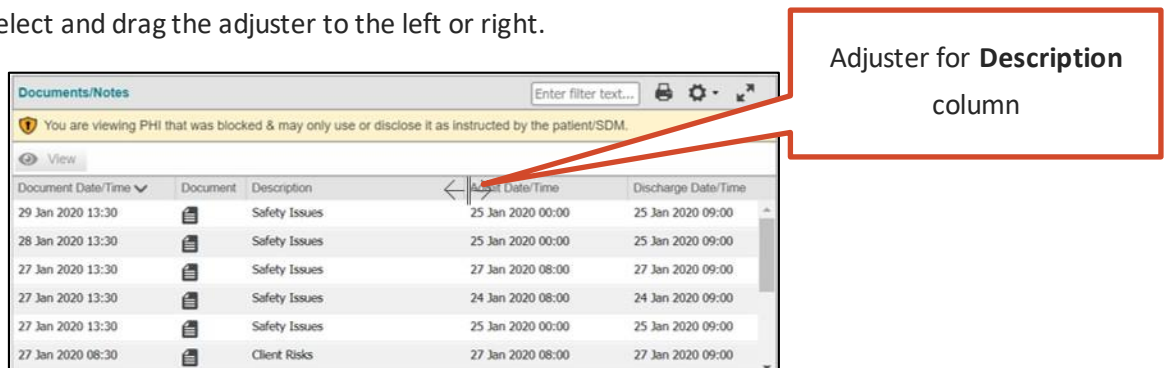 elect and drag the adjuster to the left or right.
Adjuster for Description
column
Documents/Notes Enter filter text...
You are viewing PHI that was blocked & may only use or disclose it as instructed by the patient/SDM.
View
Document Date/Time Document Description Date/Time Discharge Date/Time
29 Jan 2020 13:30 Safety Issues 25 Jan 2020 00:00 25 Jan 2020 09:00
28 Jan 2020 13:30 Safety Issues 25 Jan 2020 00:00 25 Jan 2020 09:00
27 Jan 2020 13:30 Safety Issues 27 Jan 2020 08:00 27 Jan 2020 09:00
27 Jan 2020 13:30 Safety Issues 24 Jan 2020 08:00 24 Jan 2020 09:00
27 Jan 2020 13:30 Safety Issues 25 Jan 2020 00:00 25 Jan 2020 09:00
27 Jan 2020 08:30 Client Risks 27 Jan 2020 08:00 27 Jan 2020 09:00